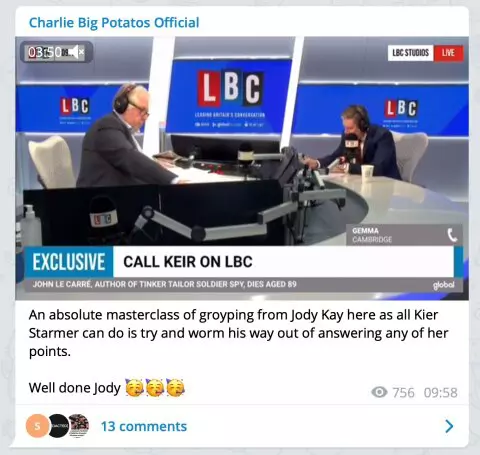 Charlie Big Potatos Official
03:50
LBC STUDIOS LIVE
LBC
LBC
LBC
LEADING BRITAIN'S CONVERSATION
LBC
LBC
GEMMA
CAMBRIDGE
EXCLUSIVE CALL KEIR ON LBC
JOHN LE CARRÉ, AUTHOR OF TINKER TAILOR SOLDIER SPY, DIES AGED 89
global
An absolute masterclass of groyping from Jody Kay here as all Kier
Starmer can do is try and worm his way out of answering any of her
points.
Well done Jody 🥳🥳🥳
756 09:58
S
13 comments